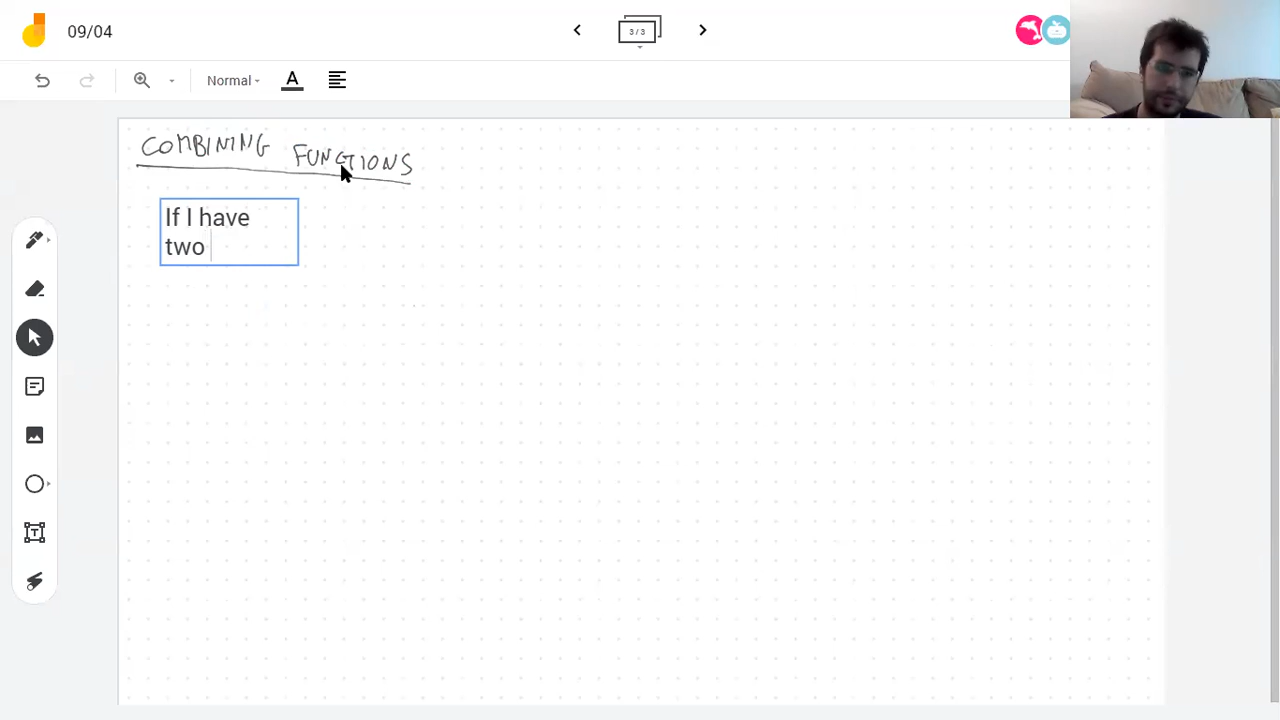 09/04
3 / 3
Normal
A
COMBINING FUNCTIONS
If I have
two
T